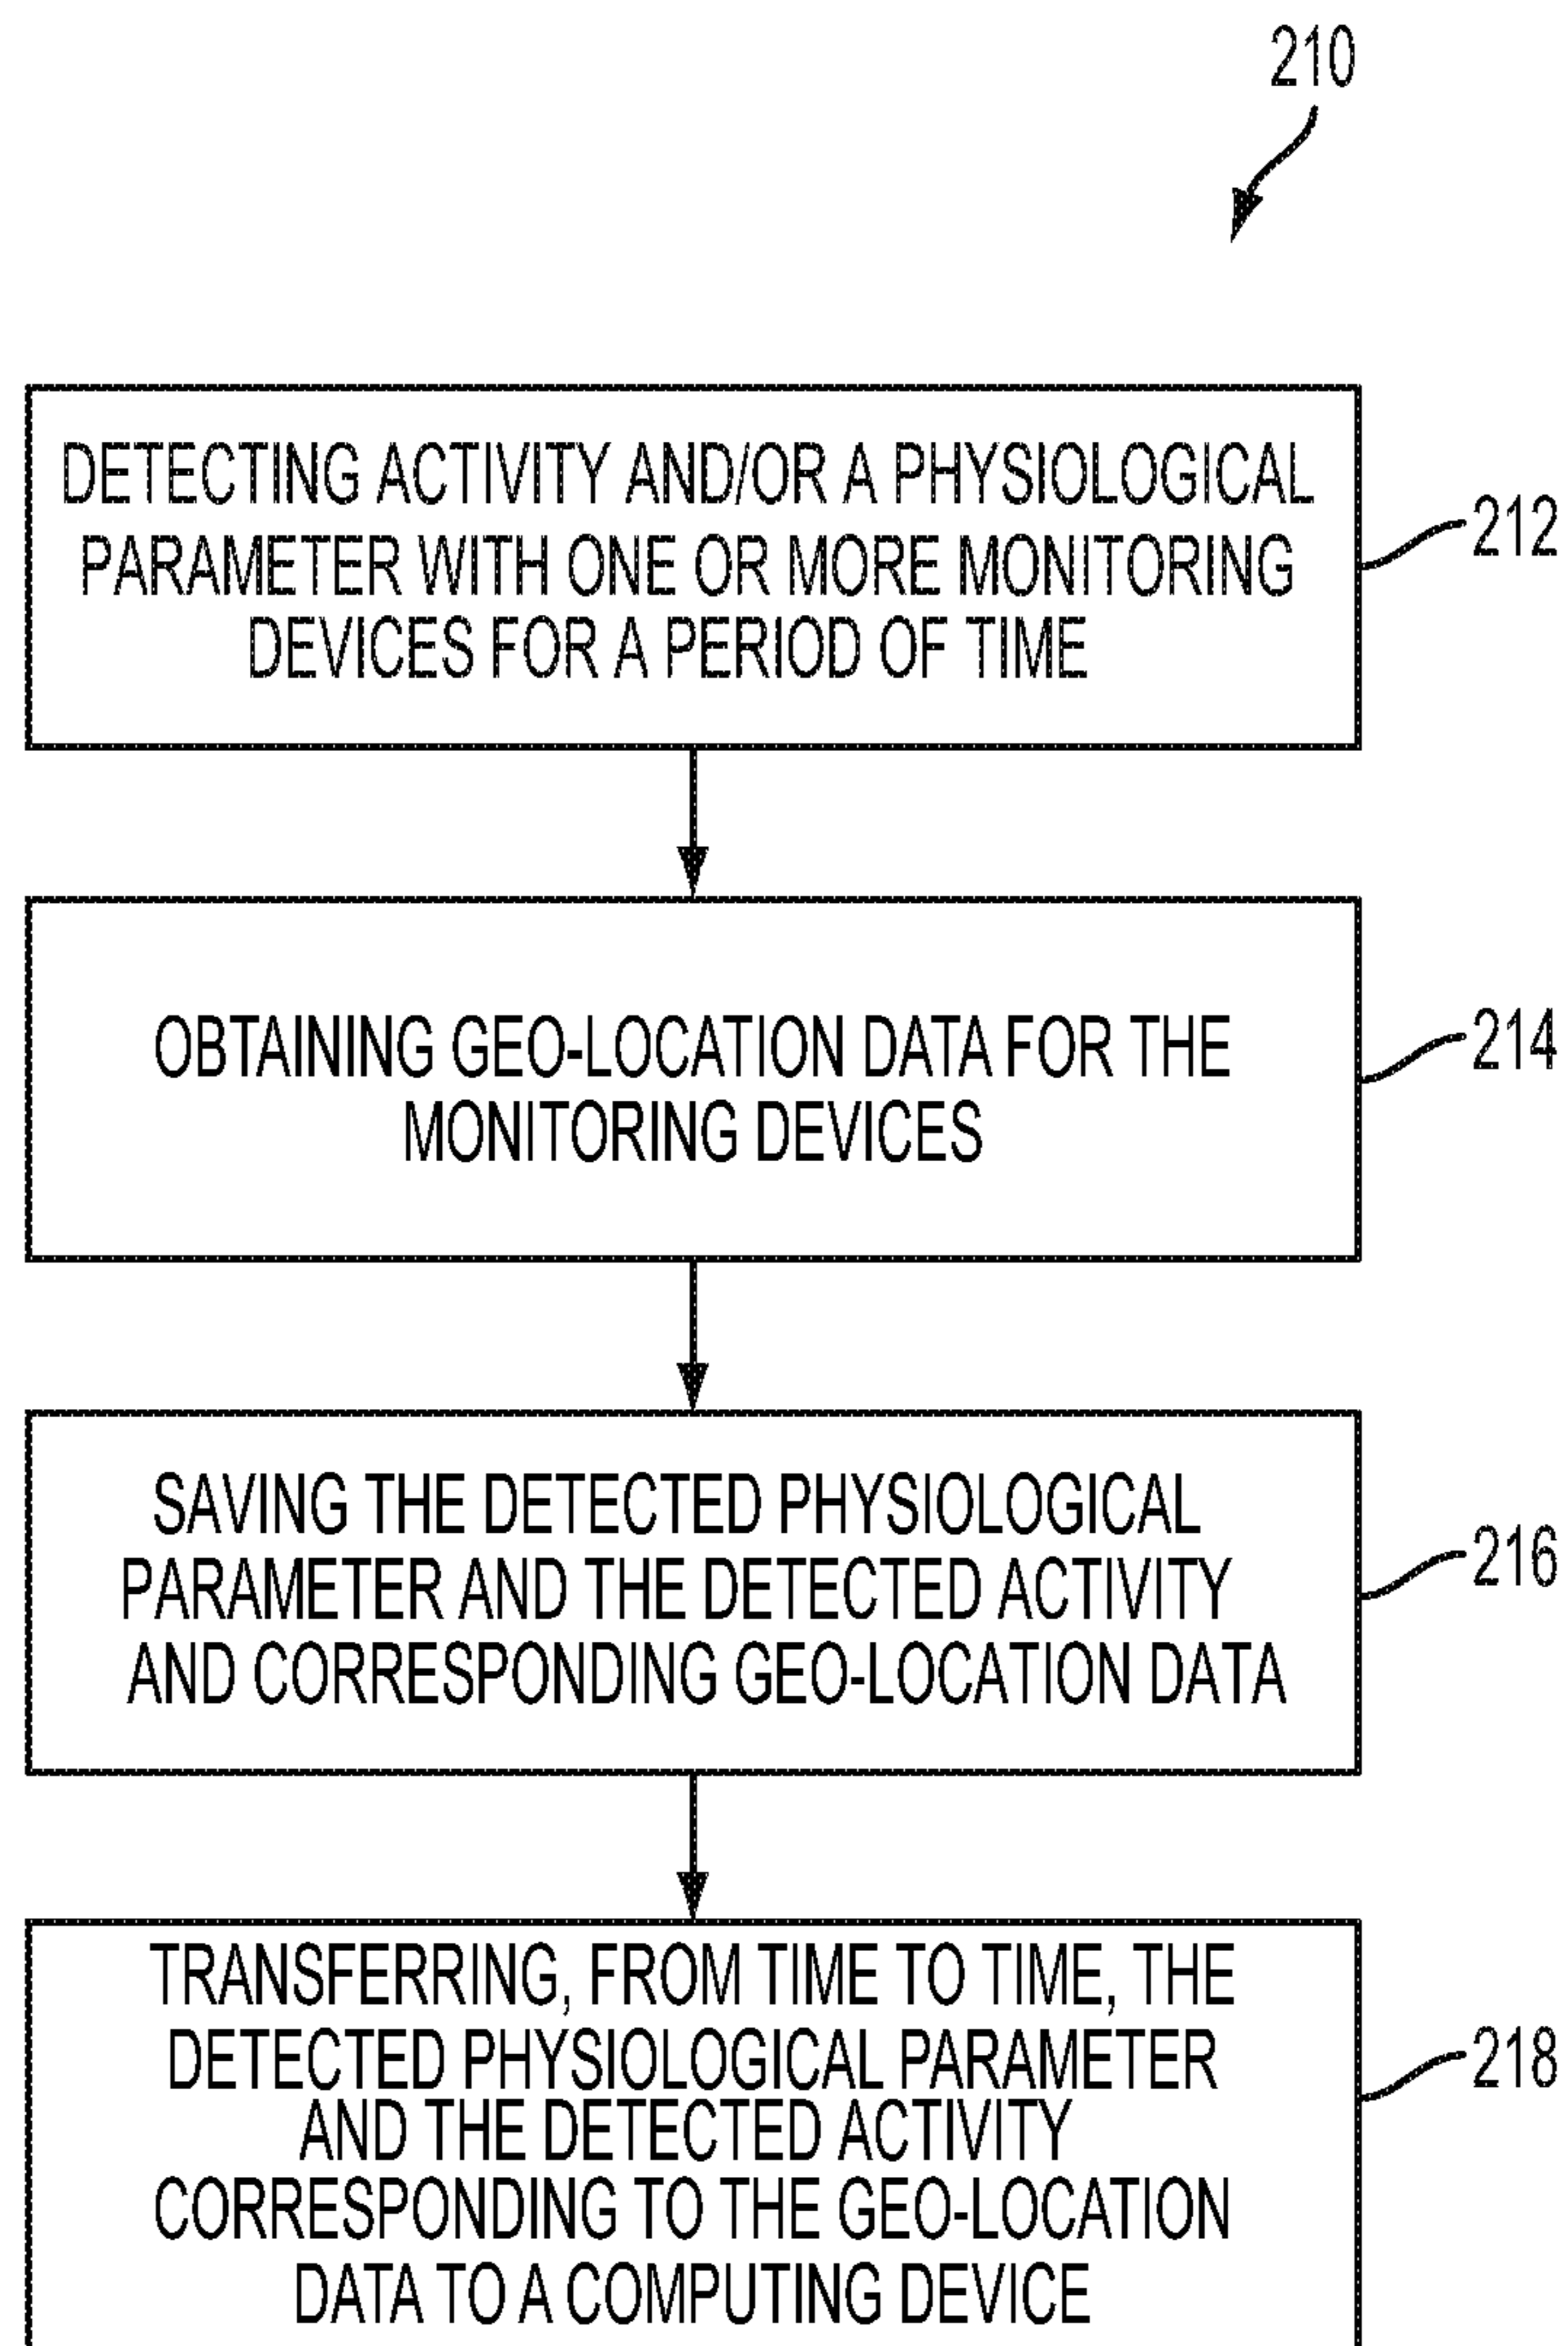 210
DETECTING ACTIVITY AND/OR A PHYSIOLOGICAL
PARAMETER WITH ONE OR MORE MONITORING
DEVICES FOR A PERIOD OF TIME
212
OBTAINING GEO-LOCATION DATA FOR THE
MONITORING DEVICES
214
SAVING THE DETECTED PHYSIOLOGICAL
PARAMETER AND THE DETECTED ACTIVITY
AND CORRESPONDING GEO-LOCATION DATA
216
TRANSFERRING, FROM TIME TO TIME, THE
DETECTED PHYSIOLOGICAL PARAMETER
AND THE DETECTED ACTIVITY
CORRESPONDING TO THE GEO-LOCATION
DATA TO A COMPUTING DEVICE
218